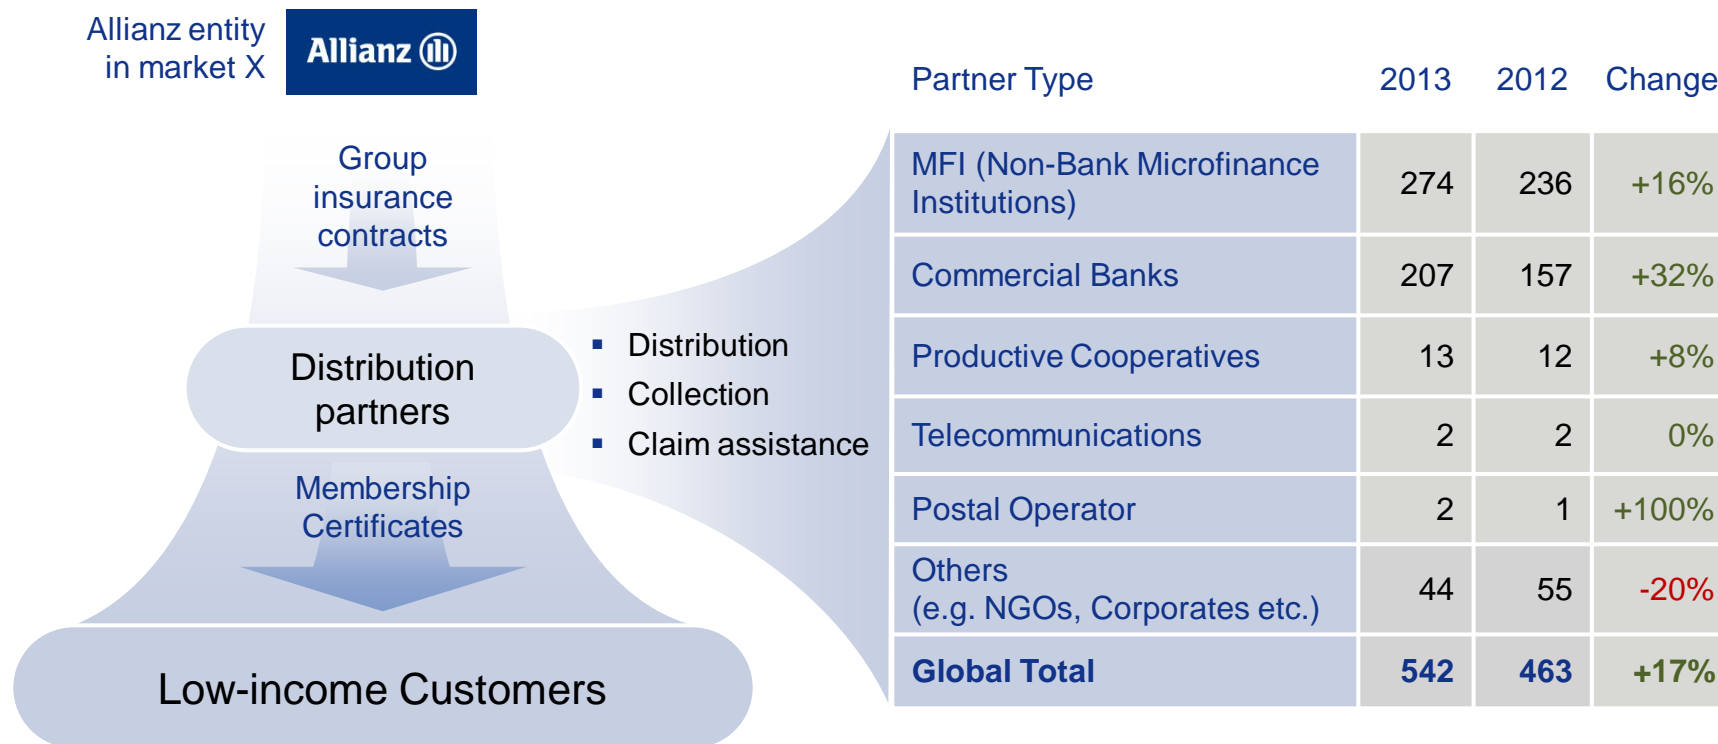 Allianz entity
in market X
Allianz
Group
insurance
contracts
Distribution
partners
Membership
Certificates
Low-income Customers
▪ Distribution
▪ Collection
▪ Claim assistance
Partner Type 2013 2012 Change
MFI (Non-Bank Microfinance
Institutions) 274 236 +16%
Commercial Banks 207 157 +32%
Productive Cooperatives 13 12 +8%
Telecommunications 2 2 0%
Postal Operator 2 1 +100%
Others
(e.g. NGOs, Corporates etc.) 44 55 -20%
Global Total 542 463 +17%